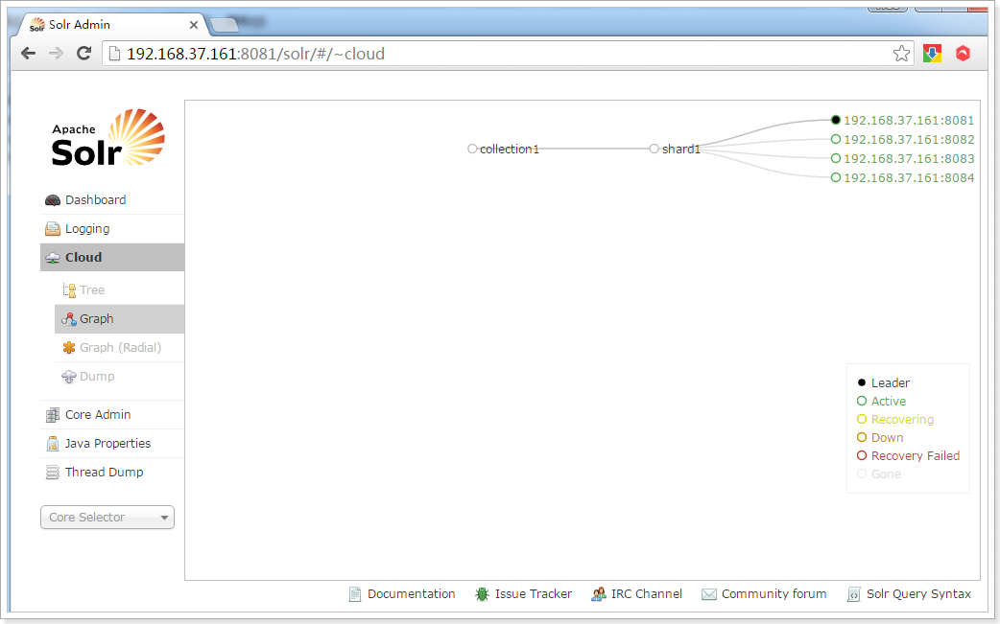 Solr Admin
192.168.37.161:8081/solr/#/~cloud
Apache
Solr
Dashboard
Logging
Cloud
Tree
Graph
Graph (Radial)
Dump
Core Admin
Java Properties
Thread Dump
Core Selector
collection1
shard1
192.168.37.161:8081
192.168.37.161:8082
192.168.37.161:8083
192.168.37.161:8084
Leader
Active
Recovering
Down
Recovery Failed
Gone
Documentation
Issue Tracker
IRC Channel
Community forum
Solr Query Syntax